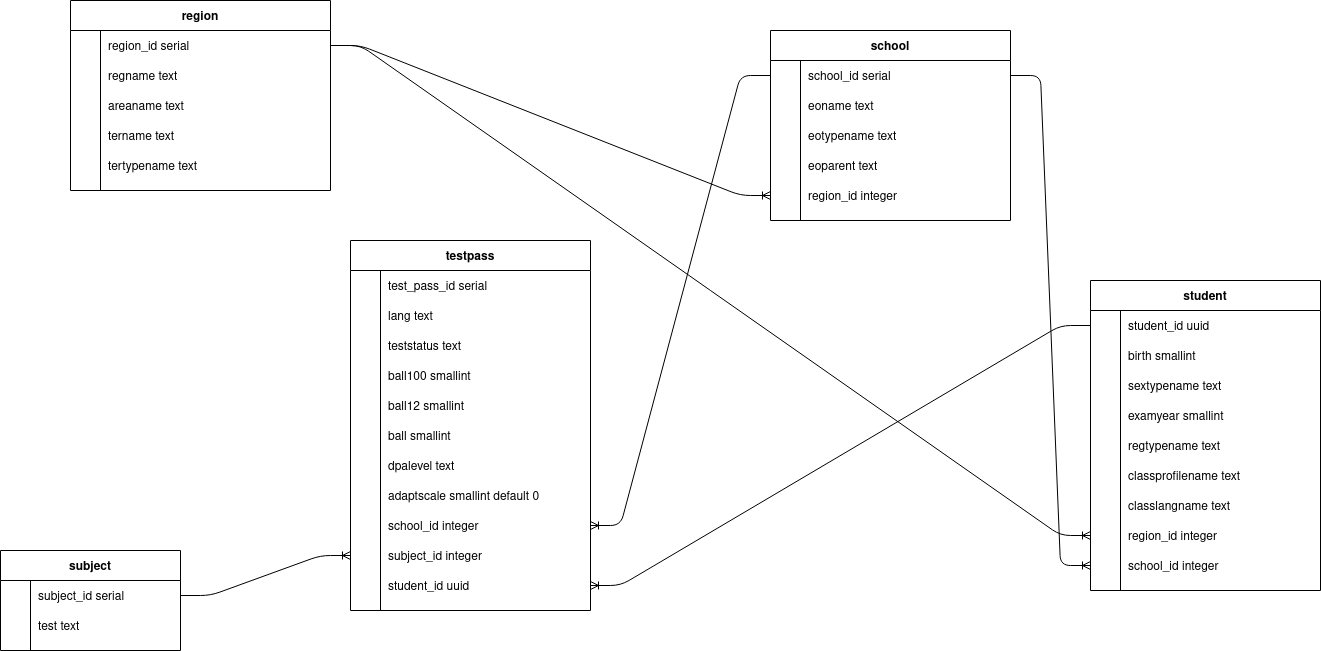 region
region_id serial
regname text
areaname text
tername text
tertypename text
school
school_id serial
eoname text
eotypename text
eoparent text
region_id integer
testpass
test_pass_id serial
lang text
teststatus text
ball100 smallint
ball12 smallint
ball smallint
dpalevel text
adaptscale smallint default 0
school_id integer
subject_id integer
student_id uuid
student
student_id uuid
birth smallint
sextypename text
examyear smallint
regtypename text
classprofilename text
classlangname text
region_id integer
school_id integer
subject
subject_id serial
test text